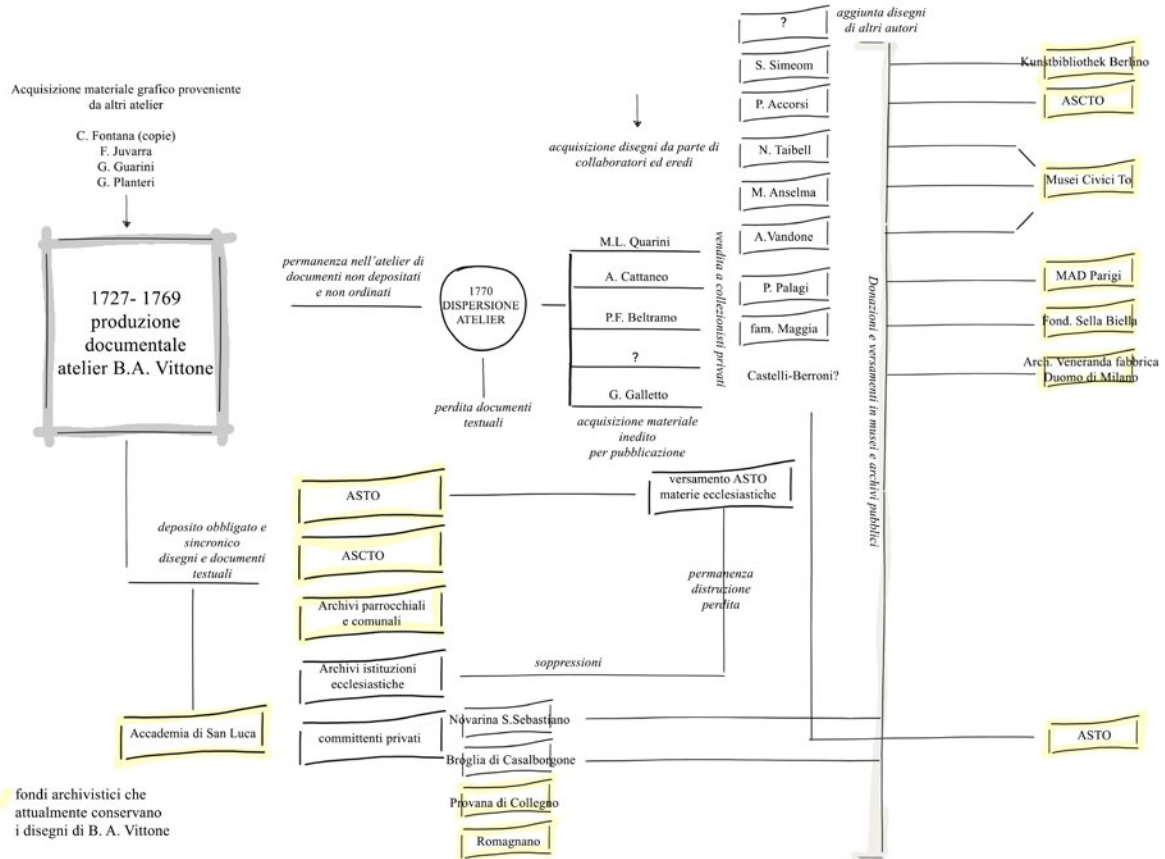 Acquisizione materiale grafico proveniente
da altri atelier
C. Fontana (copie)
F. Juvarra
G. Guarini
G. Planteri
1727- 1769
produzione
documentale
atelier B.A. Vittone
permanenza nell'atelier di
documenti non depositati
e non ordinati
1770
DISPERSIONE
ATELIER
perdita documenti
testuali
acquisizione disegni da parte di
collaboratori ed eredi
M.L. Quarini
A. Cattaneo
P.F. Beltramo
?
G. Galletto
acquisizione materiale
inedito
per pubblicazione
vendita a collezionisti privati
?
S. Simeom
P. Accorsi
N. Taibell
M. Anselma
A.Vandone
P. Palagi
fam. Maggia
Castelli-Berroni?
aggiunta disegni
di altri autori
Donazioni e versamenti in musei e archivi pubblici
Kunstbibliothek Berlino
ASCTO
Musei Civici To
MAD Parigi
Fond. Sella Biella
Arch. Veneranda fabbrica
Duomo di Milano
ASTO
deposito obbligato e
sincronico
disegni e documenti
testuali
Accademia di San Luca
ASTO
ASCTO
Archivi parrocchiali
e comunali
Archivi istituzioni
ecclesiastiche
committenti privati
versamento ASTO
materie ecclesiastiche
permanenza
distruzione
perdita
soppressioni
Novarina S.Sebastiano
Broglia di Casalborgone
Provana di Collegno
Romagnano
fondi archivistici che
attualmente conservano
i disegni di B. A. Vittone